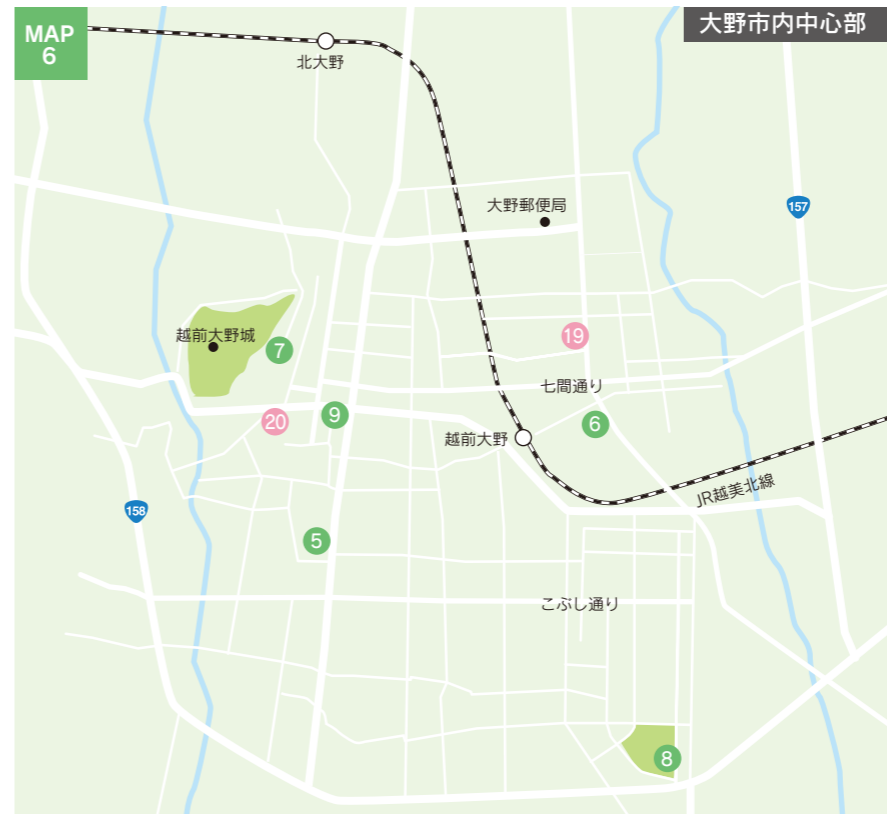 MAP
6
大野市内中心部
北大野
157
大野郵便局
越前大野城
7
19
七間通り
20
9
6
越前大野
JR越美北線
158
5
こぶし通り
8